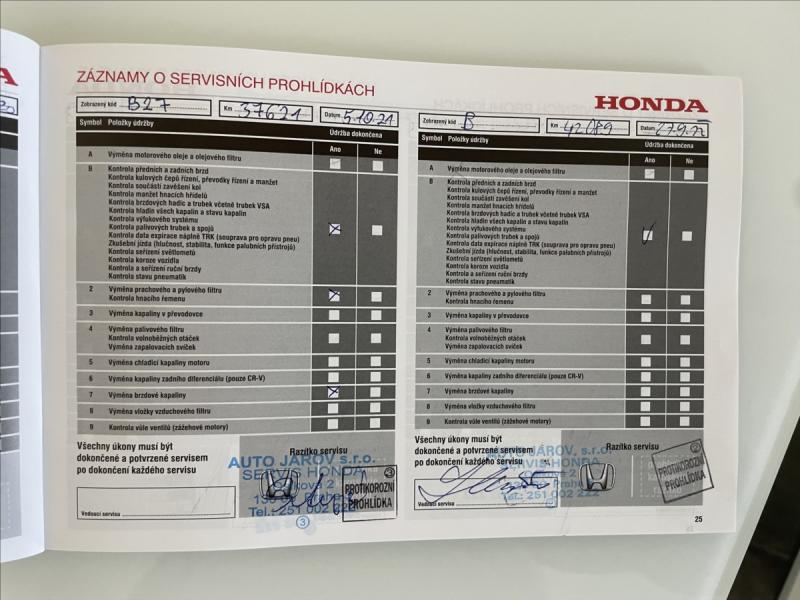 ZÁZNAMY O SERVISNÍCH PROHLÍDKÁCH
HONDA
Zobrazený kód B27
Km 37621
Datum 5.10.21
Symbol Položky údržby
Údržba dokončena
Ano Ne
A Výměna motorového oleje a olejového filtru
B Kontrola předních a zadních brzd
Kontrola kulových čepů řízení, převodky řízení a manžet
Kontrola součástí zavěšení kol
Kontrola manžet hnacích hřídelů
Kontrola brzdových hadic a trubek včetně trubek VSA
Kontrola hladin všech kapalin a stavu kapalin
Kontrola výfukového systému
Kontrola palivových trubek a spojů
Kontrola data expirace náplně TRK (souprava pro opravu pneu)
Zkušební jízda (hlučnost, stabilita, funkce palubních přístrojů)
Kontrola seřízení světlometů
Kontrola koroze vozidla
Kontrola a seřízení ruční brzdy
Kontrola stavu pneumatik
2 Výměna prachového a pylového filtru
Kontrola hnacího řemenu
3 Výměna kapaliny v převodovce
4 Výměna palivového filtru
Kontrola volnoběžných otáček
Výměna zapalovacích svíček
5 Výměna chladicí kapaliny motoru
6 Výměna kapaliny zadního diferenciálu (pouze CR-V)
7 Výměna brzdové kapaliny
8 Výměna vložky vzduchového filtru
9 Kontrola vůle ventilů (zážehové motory)
Všechny úkony musí být
dokončené a potvrzené servisem
po dokončení každého servisu
Razítko servisu
AUTO JAROV, s.r.o.
SERVIS HONDA
Tel.: 251 002 222
3
PROTIKOROZNÍ
PROHLÍDKA
Vedoucí servisu
Zobrazený kód B
Km 42089
Datum 27.9.22
Symbol Položky údržby
Údržba dokončena
Ano Ne
A Výměna motorového oleje a olejového filtru
B Kontrola předních a zadních brzd
Kontrola kulových čepů řízení, převodky řízení a manžet
Kontrola součástí zavěšení kol
Kontrola manžet hnacích hřídelů
Kontrola brzdových hadic a trubek včetně trubek VSA
Kontrola hladin všech kapalin a stavu kapalin
Kontrola výfukového systému
Kontrola palivových trubek a spojů
Kontrola data expirace náplně TRK (souprava pro opravu pneu)
Zkušební jízda (hlučnost, stabilita, funkce palubních přístrojů)
Kontrola seřízení světlometů
Kontrola koroze vozidla
Kontrola a seřízení ruční brzdy
Kontrola stavu pneumatik
2 Výměna prachového a pylového filtru
Kontrola hnacího řemenu
3 Výměna kapaliny v převodovce
4 Výměna palivového filtru
Kontrola volnoběžných otáček
Výměna zapalovacích svíček
5 Výměna chladicí kapaliny motoru
6 Výměna kapaliny zadního diferenciálu (pouze CR-V)
7 Výměna brzdové kapaliny
8 Výměna vložky vzduchového filtru
9 Kontrola vůle ventilů (zážehové motory)
Všechny úkony musí být
dokončené a potvrzené servisem
po dokončení každého servisu
Razítko servisu
AUTO JAROV, s.r.o.
SERVIS HONDA
Tel.: 251 002 222
PROTIKOROZNÍ
PROHLÍDKA
Vedoucí servisu
25